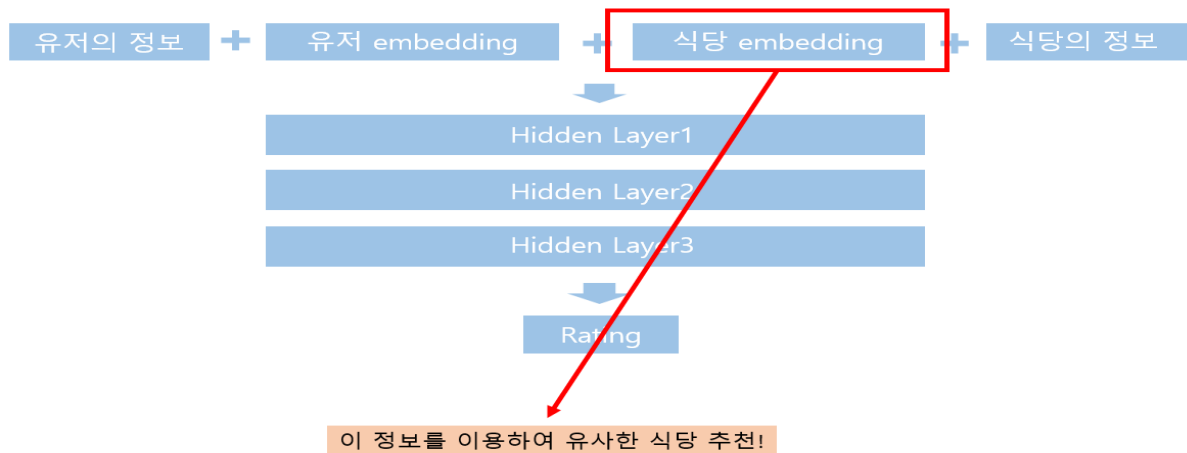 유저의 정보 + 유저 embedding + 식당 embedding + 식당의 정보
Hidden Layer1
Hidden Layer2
Hidden Layer3
Rating
이 정보를 이용하여 유사한 식당 추천!